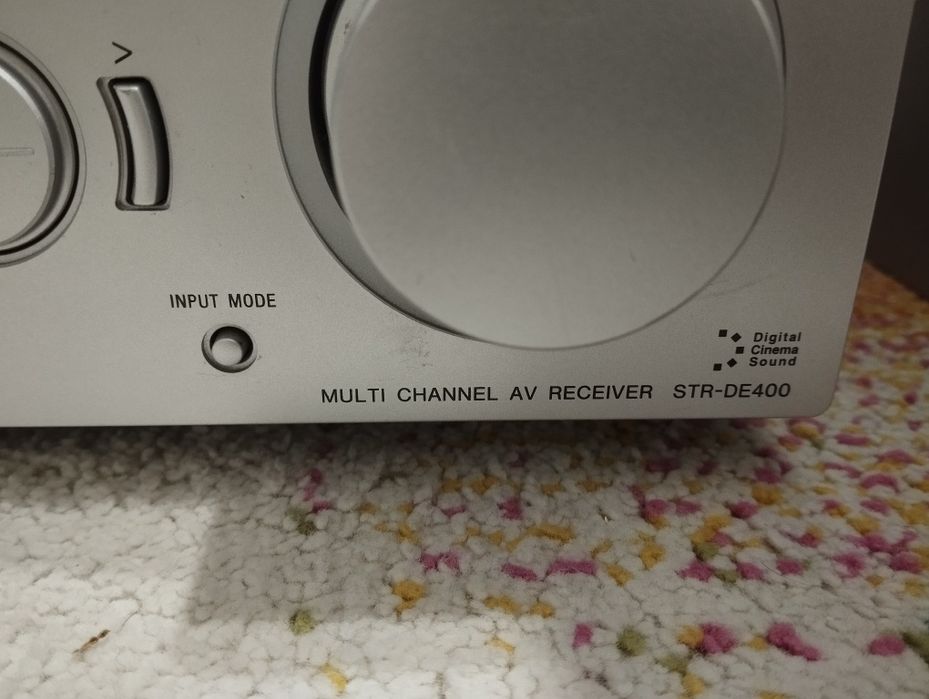 >
INPUT MODE
Digital
Cinema
Sound
MULTI CHANNEL AV RECEIVER STR-DE400